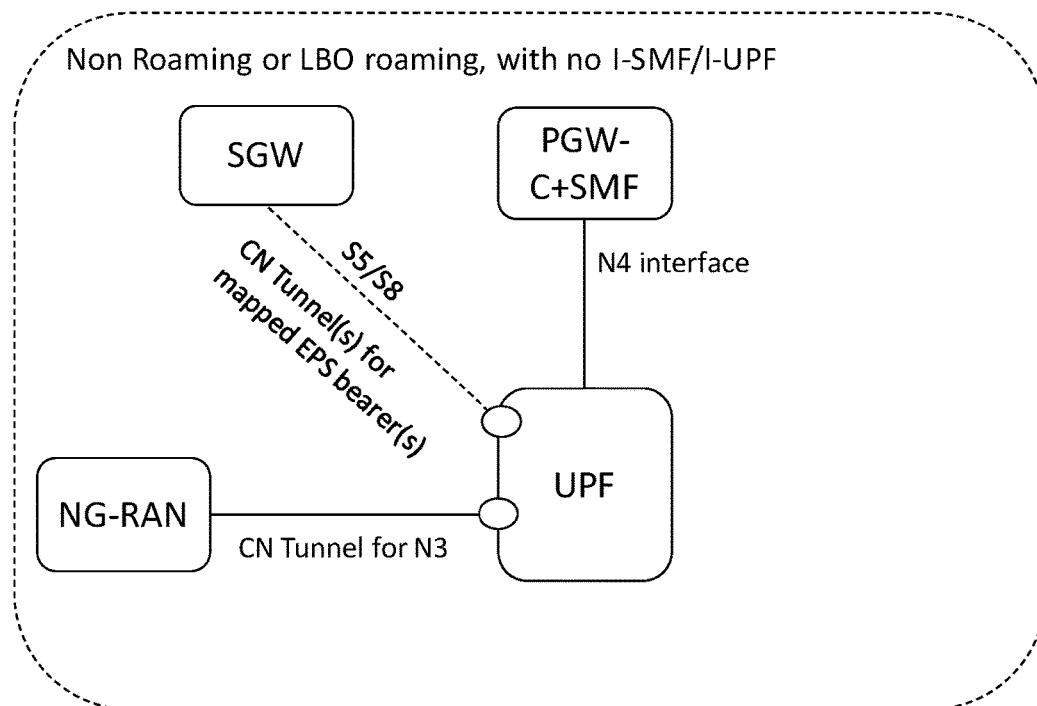 Non Roaming or LBO roaming, with no I-SMF/I-UPF
SGW
PGW-
C+SMF
S5/S8
CN Tunnel(s) for
mapped EPS bearer(s)
N4 interface
UPF
NG-RAN
CN Tunnel for N3